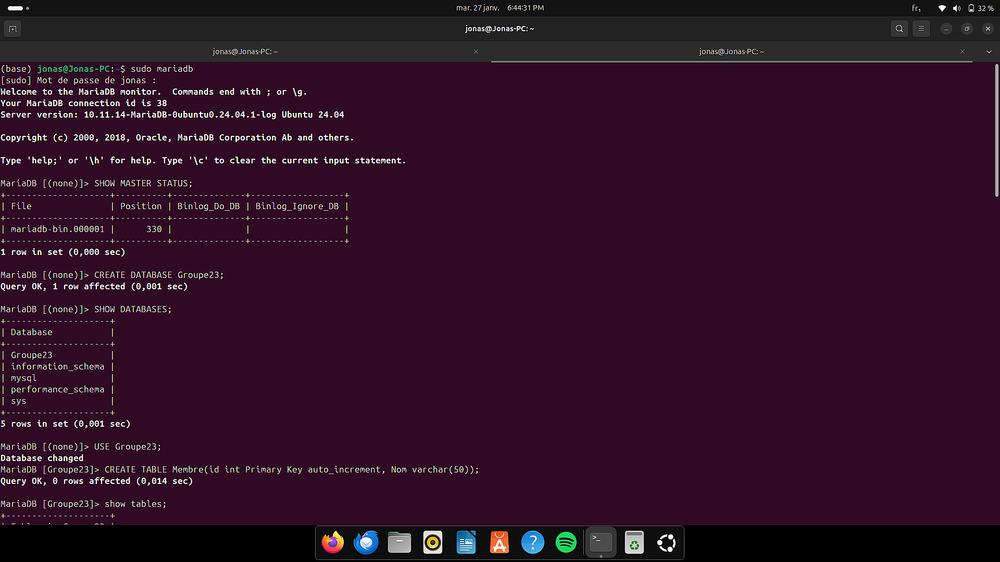 mar. 27 janv. 6:44:31 PM
fr₁ 32 %
jonas@Jonas-PC: ~
jonas@Jonas-PC: ~ jonas@Jonas-PC: ~
(base) jonas@Jonas-PC:~$ sudo mariadb
[sudo] Mot de passe de jonas :
Welcome to the MariaDB monitor.  Commands end with ; or \g.
Your MariaDB connection id is 38
Server version: 10.11.14-MariaDB-0ubuntu0.24.04.1-log Ubuntu 24.04
Copyright (c) 2000, 2018, Oracle, MariaDB Corporation Ab and others.
Type 'help;' or '\h' for help. Type '\c' to clear the current input statement.
MariaDB [(none)]> SHOW MASTER STATUS;
+--------------------+----------+--------------+------------------+
| File               | Position | Binlog_Do_DB | Binlog_Ignore_DB |
+--------------------+----------+--------------+------------------+
| mariadb-bin.000001 |      330 |              |                  |
+--------------------+----------+--------------+------------------+
1 row in set (0,000 sec)
MariaDB [(none)]> CREATE DATABASE Groupe23;
Query OK, 1 row affected (0,001 sec)
MariaDB [(none)]> SHOW DATABASES;
+--------------------+
| Database           |
+--------------------+
| Groupe23           |
| information_schema |
| mysql              |
| performance_schema |
| sys                |
+--------------------+
5 rows in set (0,001 sec)
MariaDB [(none)]> USE Groupe23;
Database changed
MariaDB [Groupe23]> CREATE TABLE Membre(id int Primary Key auto_increment, Nom varchar(50));
Query OK, 0 rows affected (0,014 sec)
MariaDB [Groupe23]> show tables;
+--------------------+